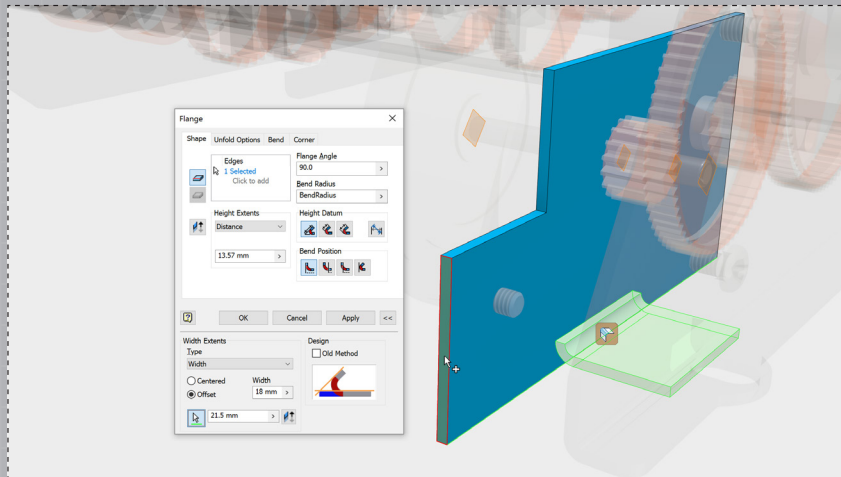 Flange
Shape Unfold Options Bend Corner
Edges
1 Selected
Click to add
Flange Angle
90.0 >
Bend Radius
BendRadius >
Height Extents
Distance
13.57 mm >
Height Datum
Bend Position
OK Cancel Apply <<
Width Extents
Type
Width
Centered
Offset
Width
18 mm >
21.5 mm >
Design
Old Method